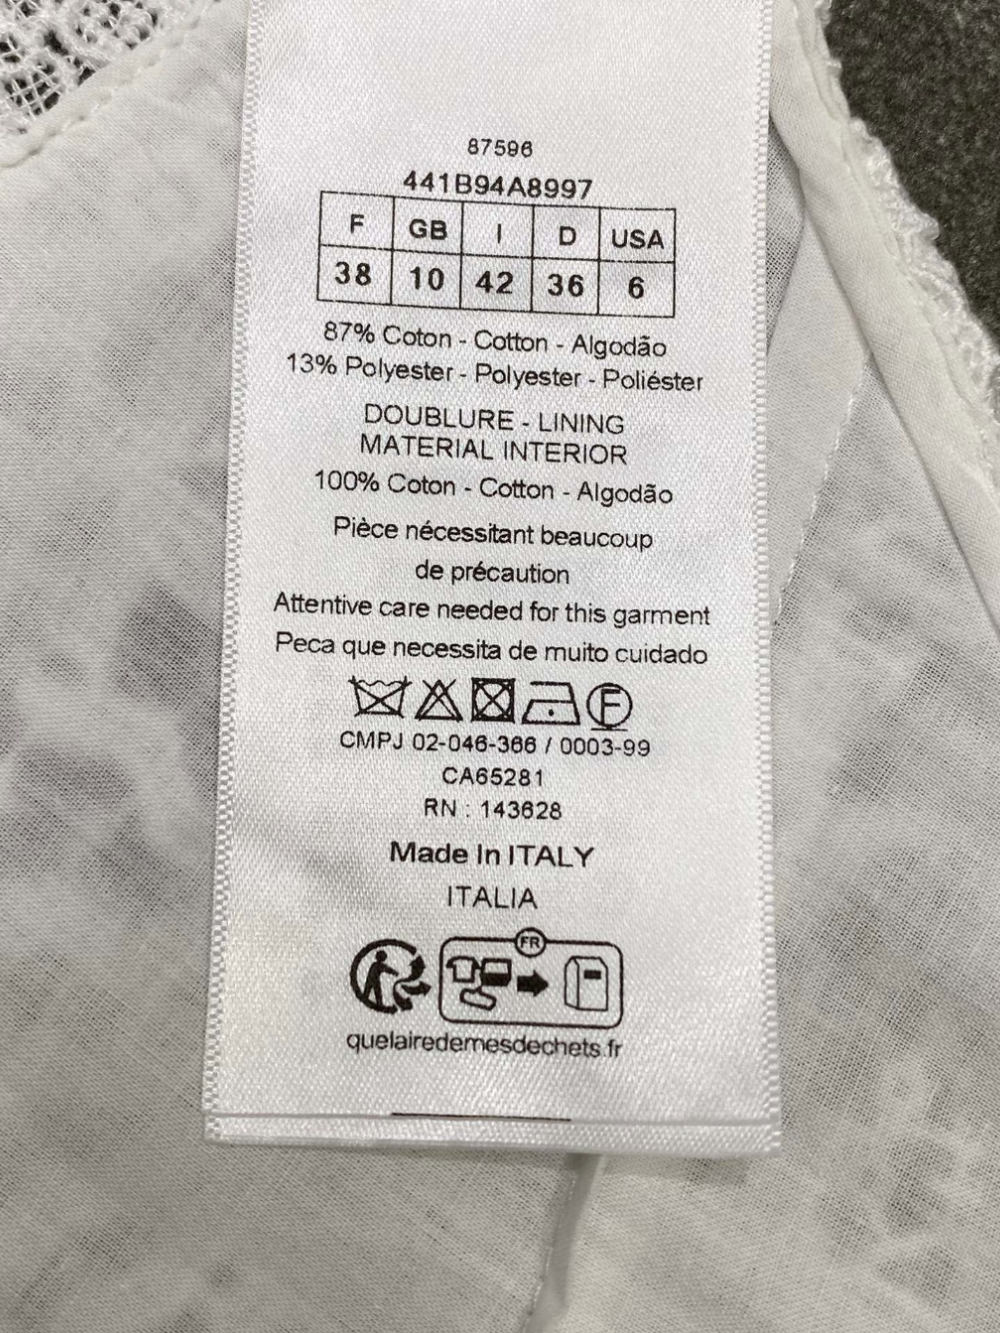 87596
441B94A8997
F GB I D USA
38 10 42 36 6
87% Coton - Cotton - Algodão
13% Polyester - Polyester - Poliéster
DOUBLURE - LINING
MATERIAL INTERIOR
100% Coton - Cotton - Algodão
Pièce nécessitant beaucoup
de précaution
Attentive care needed for this garment
Peca que necessita de muito cuidado
F
CMPJ 02-046-366 / 0003-99
CA65281
RN : 143628
Made In ITALY
ITALIA
FR
quelairedemesdechets.fr